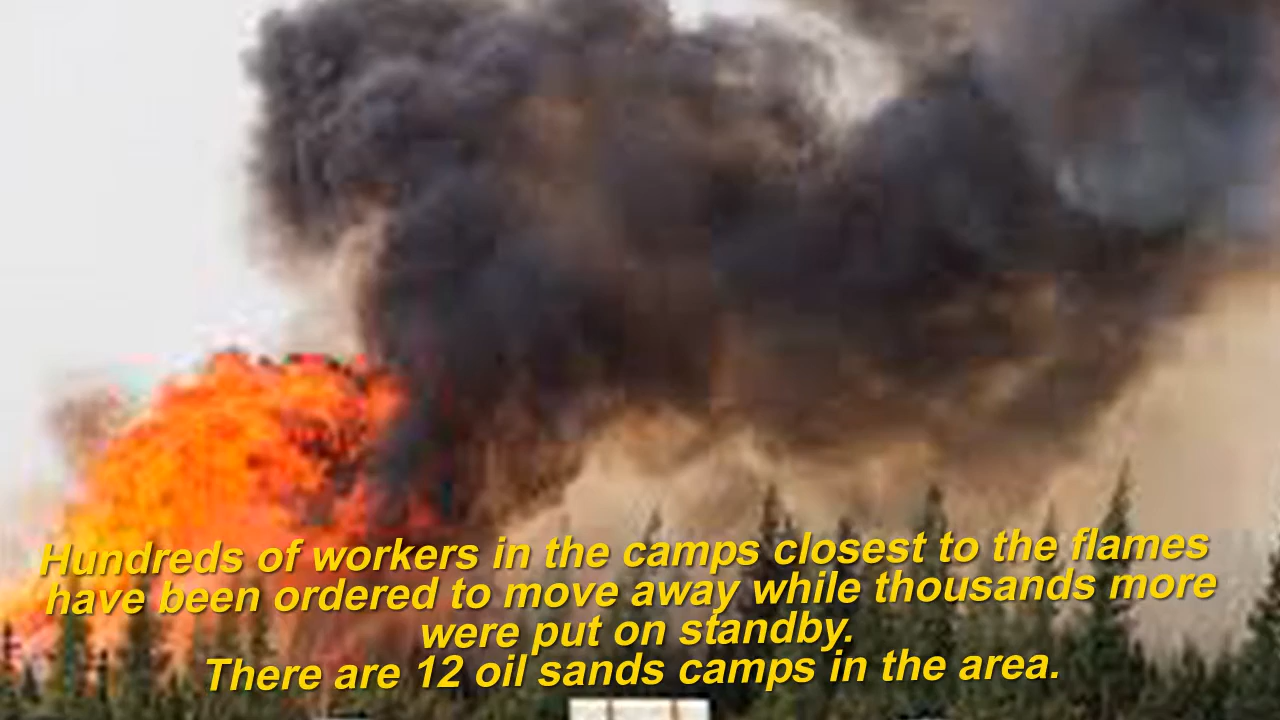 Hundreds of workers in the camps closest to the flames
have been ordered to move away while thousands more
were put on standby.
There are 12 oil sands camps in the area.